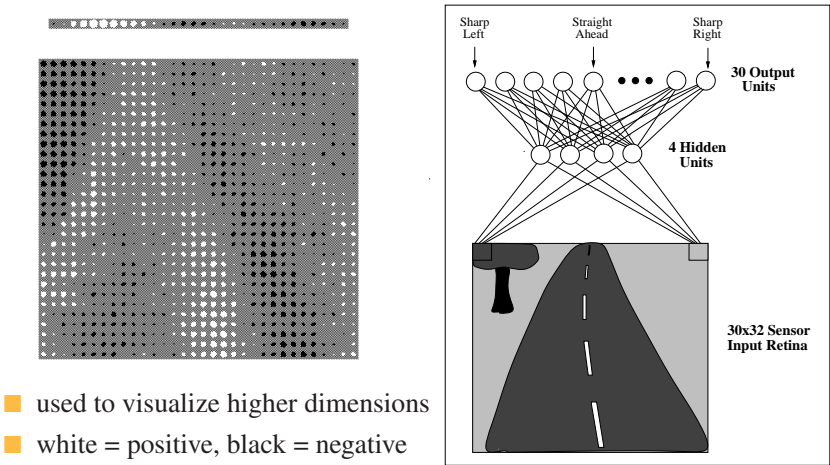 used to visualize higher dimensions
white = positive, black = negative
Sharp Left
Straight Ahead
Sharp Right
30 Output
Units
4 Hidden
Units
30x32 Sensor
Input Retina